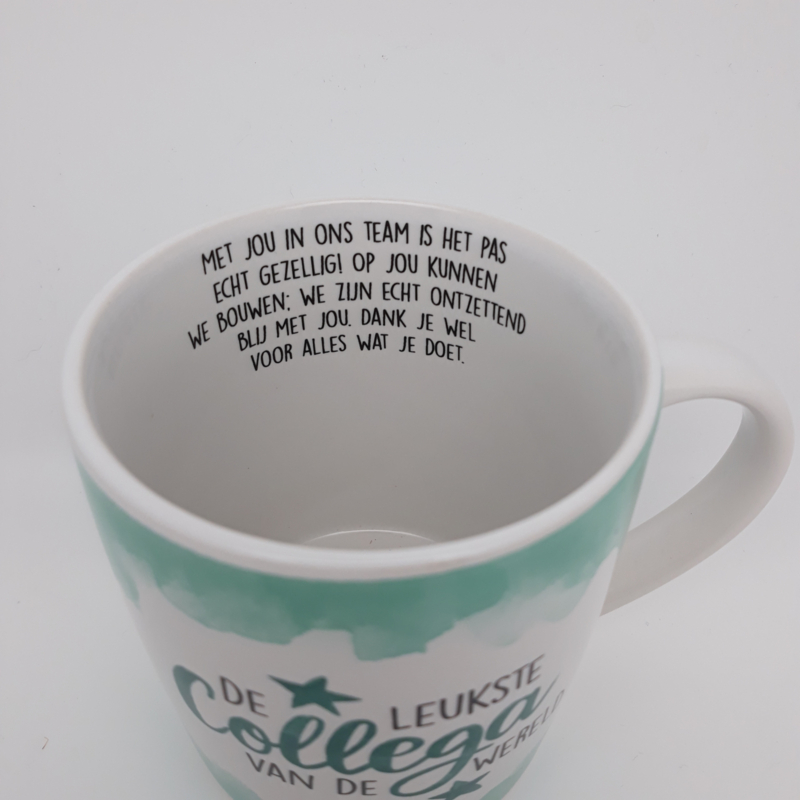 MET JOU IN ONS TEAM IS HET PAS
ECHT GEZELLIG! OP JOU KUNNEN
WE BOUWEN; WE ZIJN ECHT ONTZETTEND
BLIJ MET JOU. DANK JE WEL
VOOR ALLES WAT JE DOET.
DE LEUKSTE
Collega
VAN DE WERELD